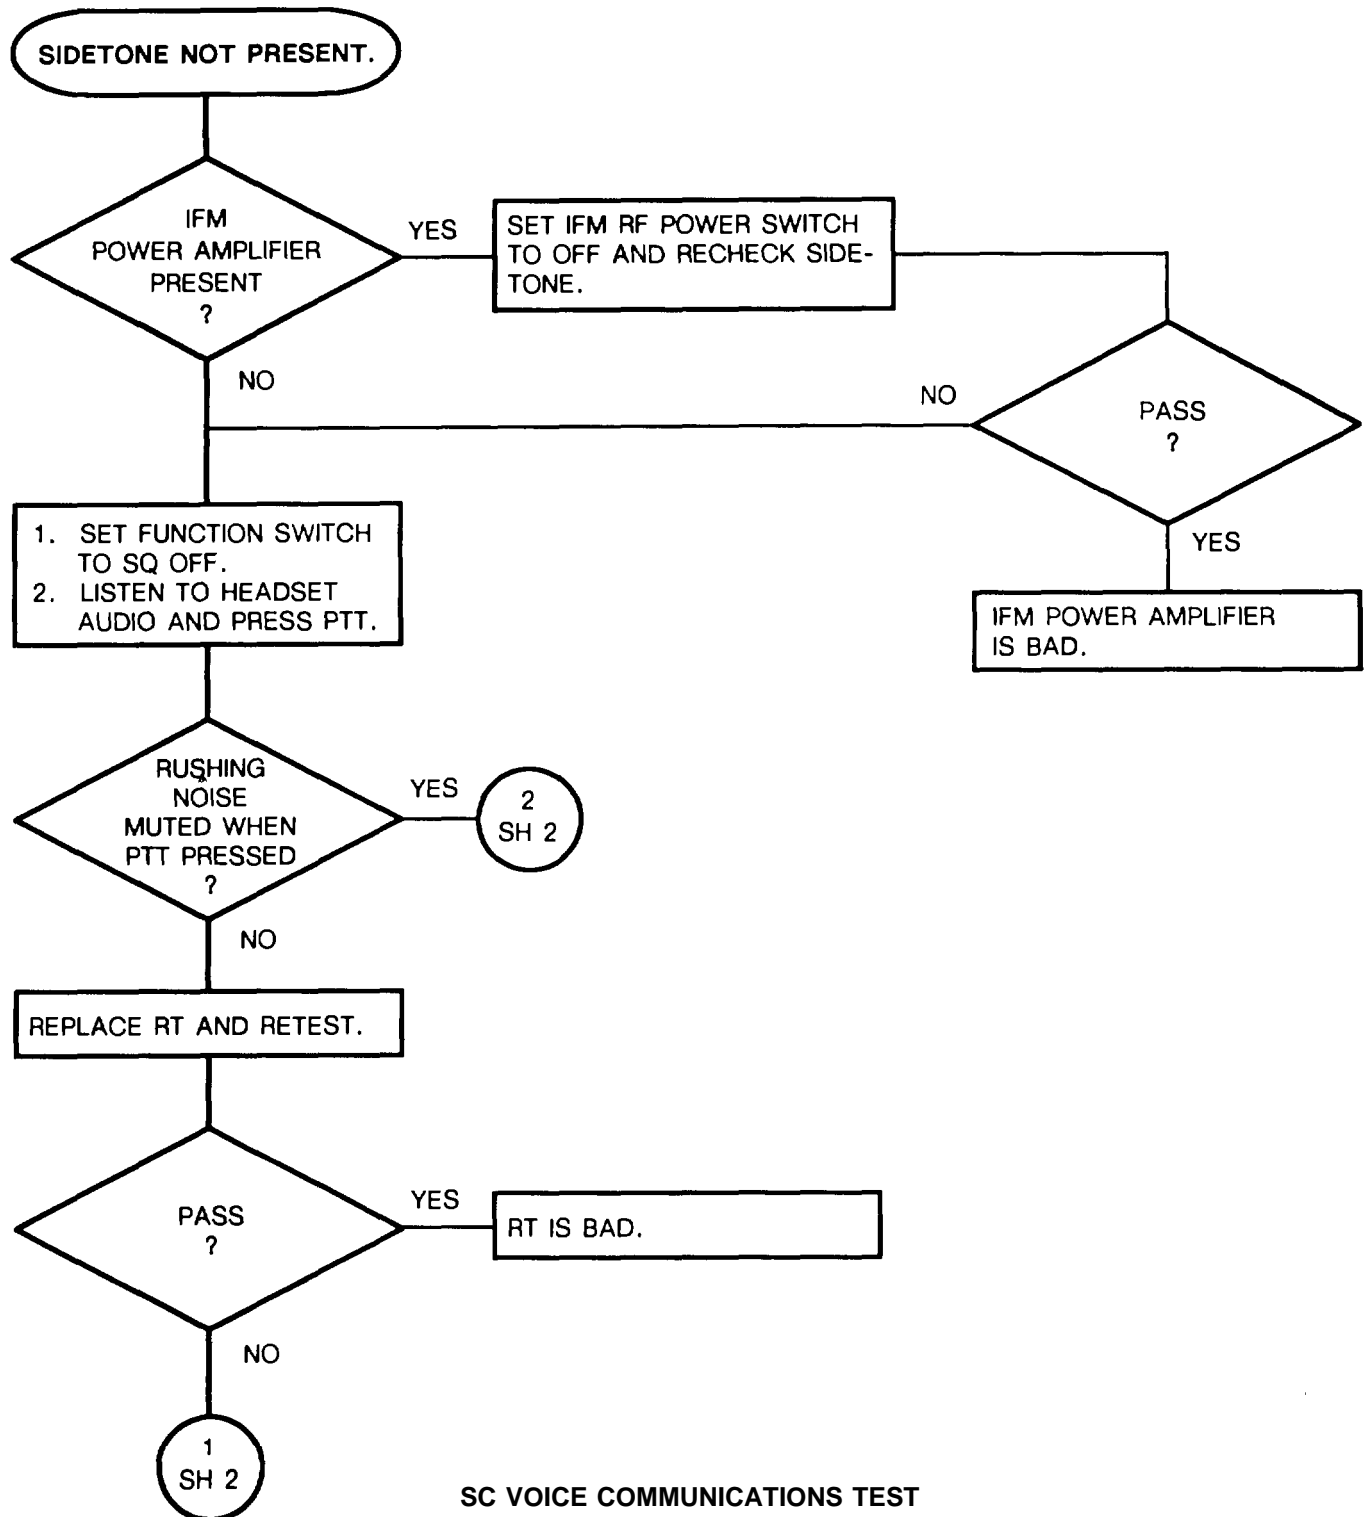 SIDETONE NOT PRESENT.
IFM
POWER AMPLIFIER
PRESENT
?
YES
SET IFM RF POWER SWITCH
TO OFF AND RECHECK SIDE-
TONE.
NO
NO
PASS
?
YES
IFM POWER AMPLIFIER
IS BAD.
1. SET FUNCTION SWITCH
TO SQ OFF.
2. LISTEN TO HEADSET
AUDIO AND PRESS PTT.
RUSHING
NOISE
MUTED WHEN
PTT PRESSED
?
YES
2
SH 2
NO
REPLACE RT AND RETEST.
PASS
?
YES
RT IS BAD.
NO
1
SH 2
SC VOICE COMMUNICATIONS TEST